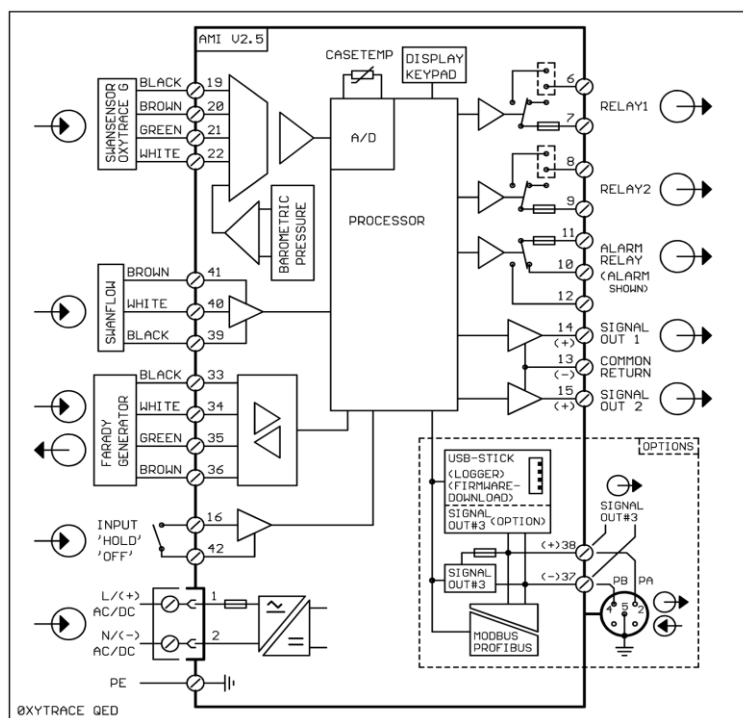 AMI V2.5
CASETEMP
DISPLAY
KEYPAD
A/D
PROCESSOR
SWANSENSOR
OXYTRACE G
BLACK 19
BROWN 20
GREEN 21
WHITE 22
BAROMETRIC
PRESSURE
SWANFLOW
BROWN 41
WHITE 40
BLACK 39
FARADY
GENERATOR
BLACK 33
WHITE 34
GREEN 35
BROWN 36
INPUT 16
'HOLD'
'OFF' 42
L/(+) 1
AC/DC
N/(-) 2
AC/DC
PE
6
RELAY1
7
8
RELAY2
9
11
ALARM
10 RELAY
(ALARM
SHOWN)
12
14 SIGNAL
(+) OUT 1
13 COMMON
(-) RETURN
15 SIGNAL
(+) OUT 2
OPTIONS
USB-STICK
(LOGGER)
(FIRMWARE-
DOWNLOAD)
SIGNAL
OUT#3 (OPTION)
SIGNAL
OUT#3
(+)38
SIGNAL
OUT#3
(-)37
PB PA
4 5 2
MODBUS
PROFIBUS
0XYTRACE QED